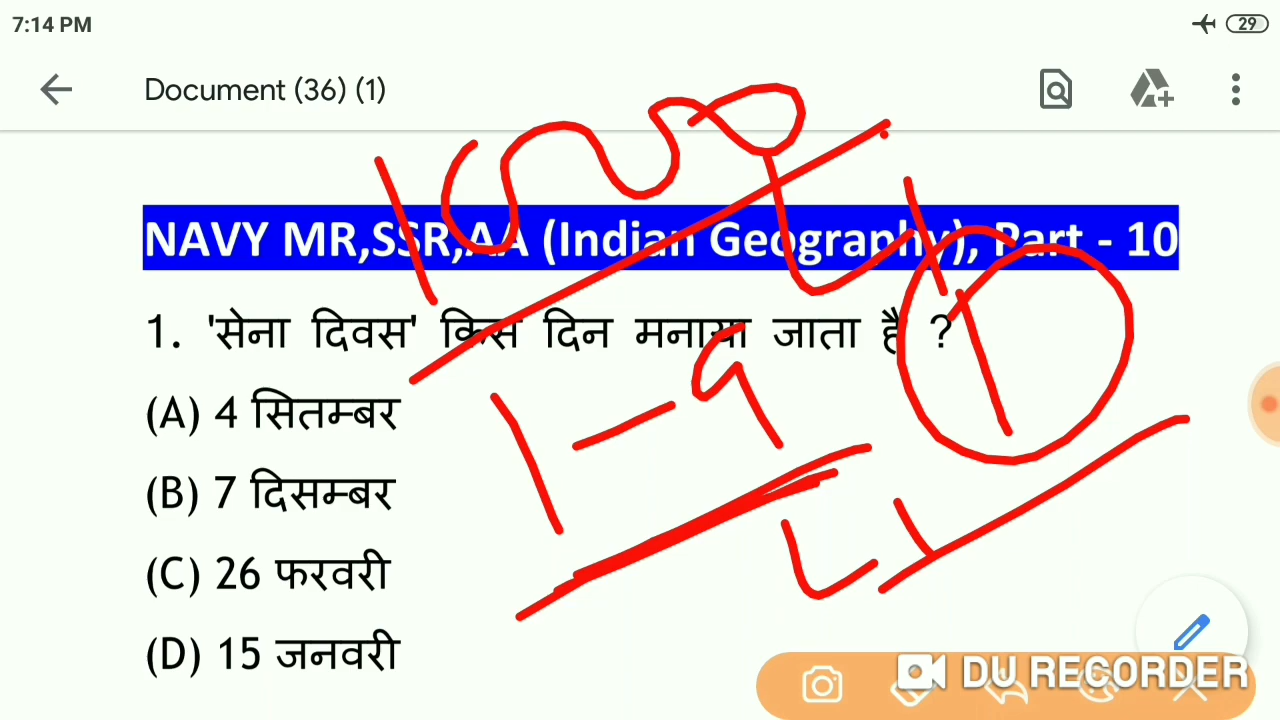 7:14 PM 29
Document (36) (1)
NAVY MR,SSR,AA (Indian Geography), Part - 10
1. 'सेना दिवस' किस दिन मनाया जाता है ?
(A) 4 सितम्बर
(B) 7 दिसम्बर
(C) 26 फरवरी
(D) 15 जनवरी
DU RECORDER